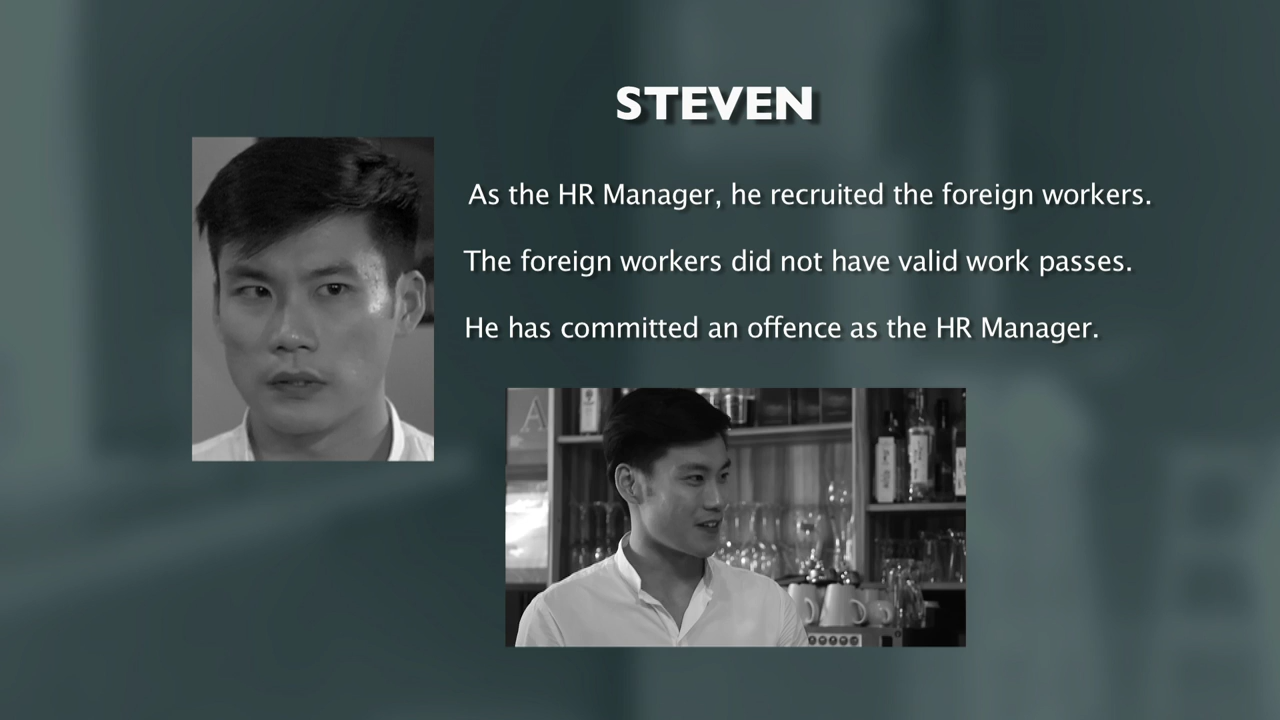 STEVEN
As the HR Manager, he recruited the foreign workers.
The foreign workers did not have valid work passes.
He has committed an offence as the HR Manager.
A